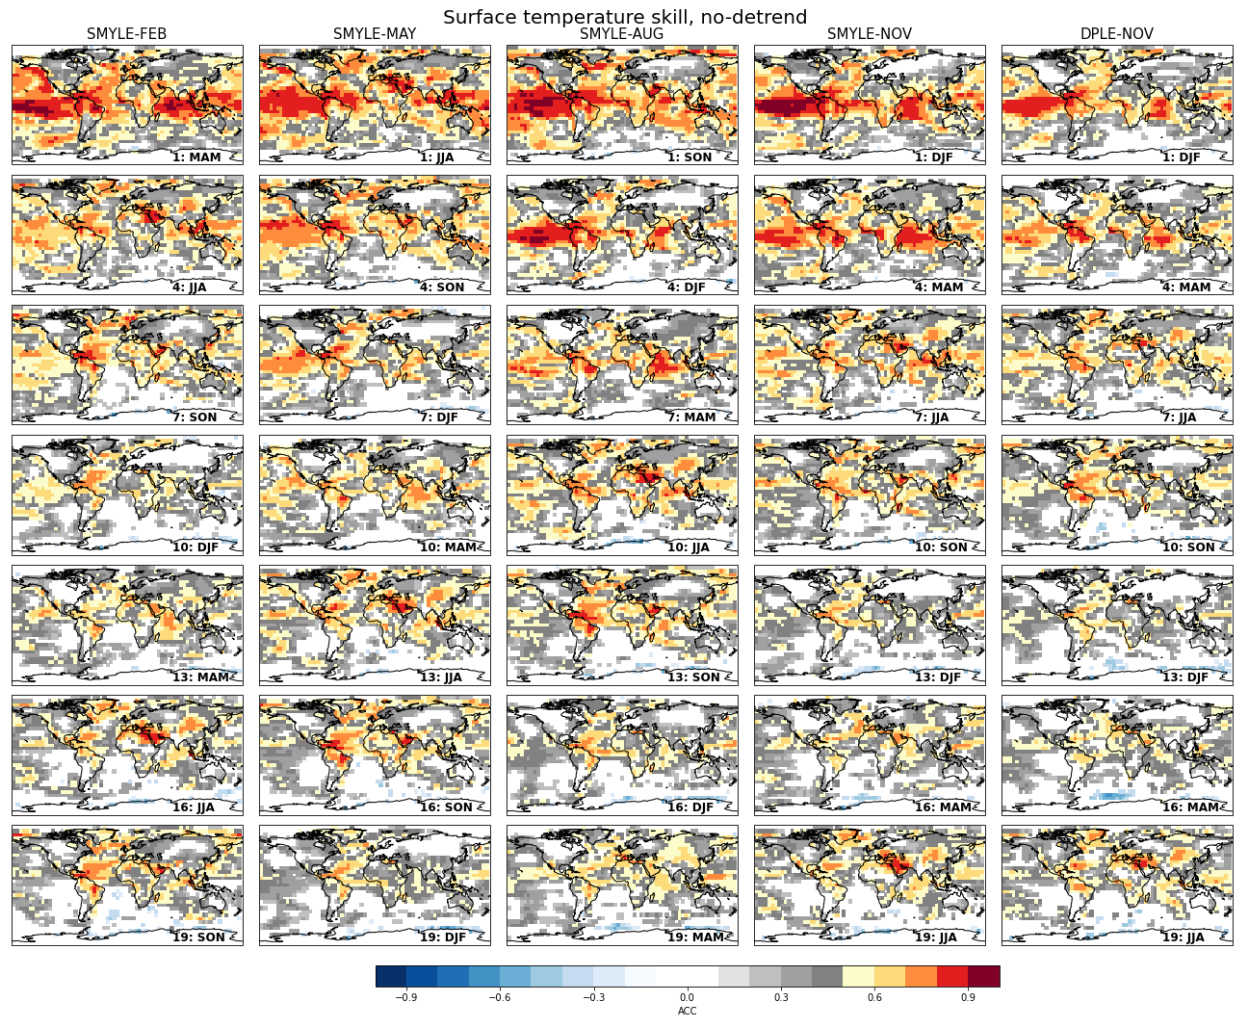 Surface temperature skill, no-detrend
SMYLE-FEB SMYLE-MAY SMYLE-AUG SMYLE-NOV DPLE-NOV
1: MAM 1: JJA 1: SON 1: DJF 1: DJF
4: JJA 4: SON 4: DJF 4: MAM 4: MAM
7: SON 7: DJF 7: MAM 7: JJA 7: JJA
10: DJF 10: MAM 10: JJA 10: SON 10: SON
13: MAM 13: JJA 13: SON 13: DJF 13: DJF
16: JJA 16: SON 16: DJF 16: MAM 16: MAM
19: SON 19: DJF 19: MAM 19: JJA 19: JJA
−0.9 −0.6 −0.3 0.0 0.3 0.6 0.9
ACC